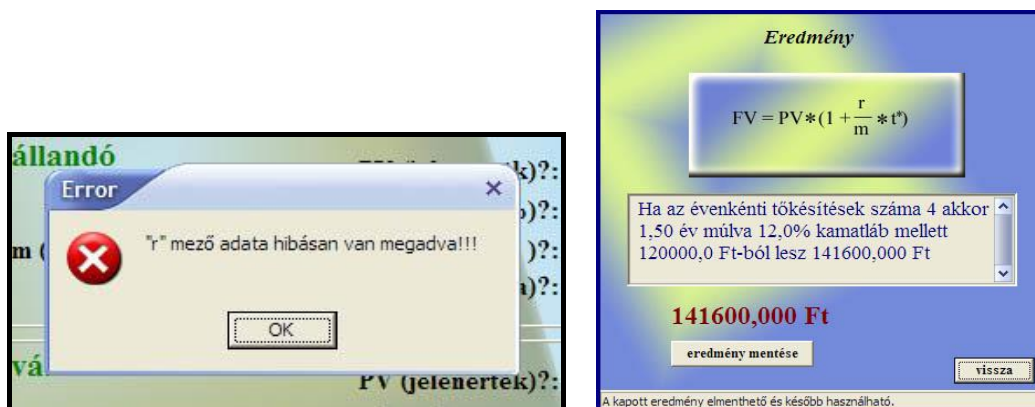 állandó
k)?:
Error
)?:
"r" mező adata hibásan van megadva!!!
m (
)?:
a)?:
OK
vá
PV (jelenérték)?:
Eredmény
FV = PV*(1 + r/m * t*)
Ha az évenkénti tőkésítések száma 4 akkor
1,50 év múlva 12,0% kamatláb mellett
120000,0 Ft-ból lesz 141600,000 Ft
141600,000 Ft
eredmény mentése
vissza
A kapott eredmény elmenthető és később használható.